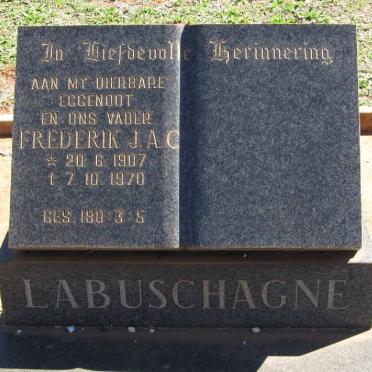 In Liefdevolle Herinnering
AAN MY DIERBARE
EGGENOOT
EN ONS VADER
FREDERIK J.A.C
* 20·6·1907
† 7·10·1970
GES. 180:3:5
LABUSCHAGNE